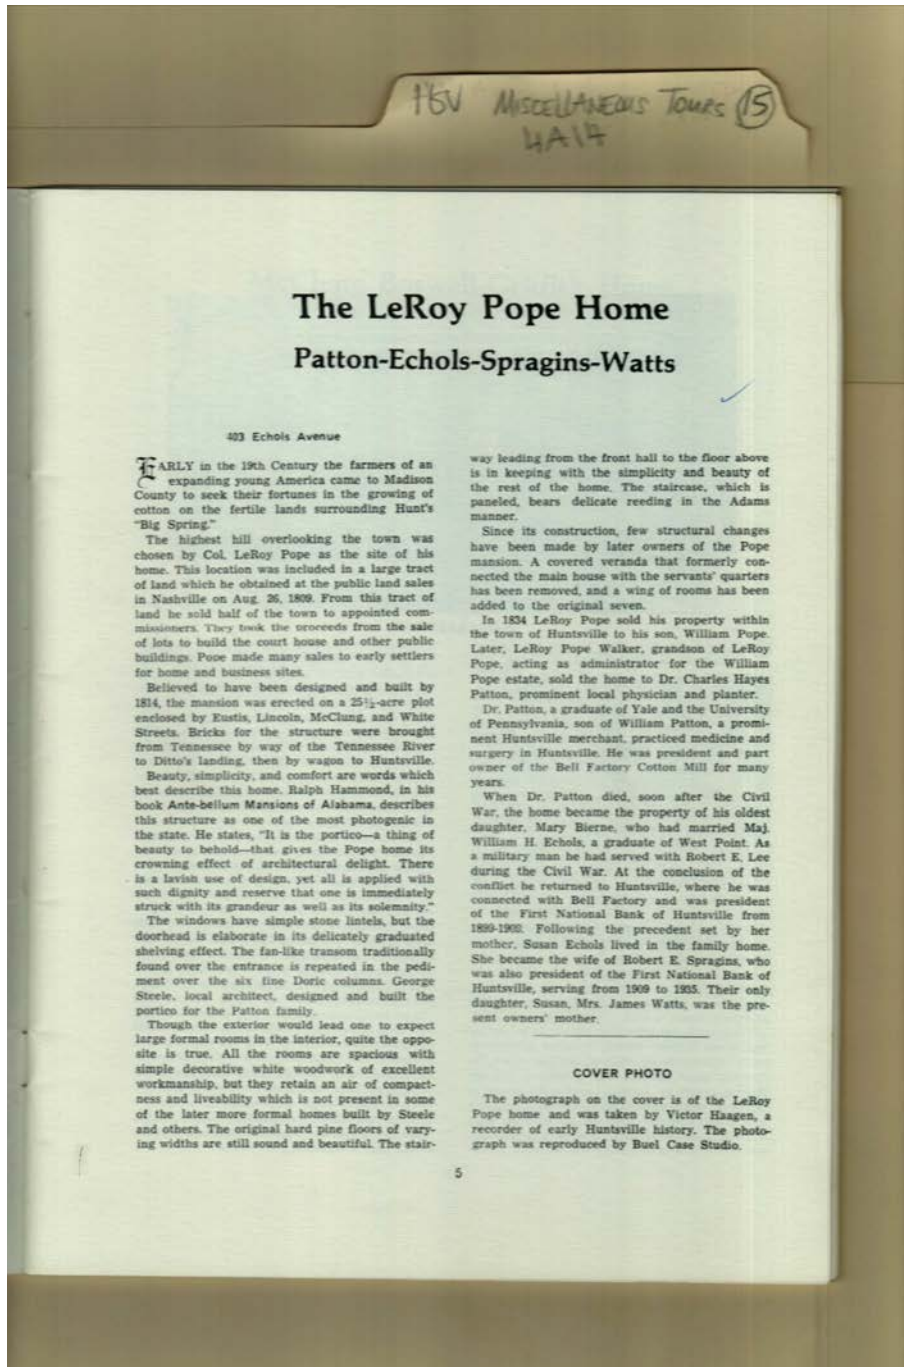 HSV MISCELLANEOUS TOURS 15
4A14
The LeRoy Pope Home
Patton-Echols-Spragins-Watts
403 Echols Avenue
EARLY in the 19th Century the farmers of an
expanding young America came to Madison
County to seek their fortunes in the growing of
cotton on the fertile lands surrounding Hunt's
"Big Spring."
The highest hill overlooking the town was
chosen by Col. LeRoy Pope as the site of his
home. This location was included in a large tract
of land which he obtained at the public land sales
in Nashville on Aug. 26, 1809. From this tract of
land he sold half of the town to appointed com-
missioners. They took the proceeds from the sale
of lots to build the court house and other public
buildings. Pope made many sales to early settlers
for home and business sites.
Believed to have been designed and built by
1814, the mansion was erected on a 25½-acre plot
enclosed by Eustis, Lincoln, McClung, and White
Streets. Bricks for the structure were brought
from Tennessee by way of the Tennessee River
to Ditto's landing, then by wagon to Huntsville.
Beauty, simplicity, and comfort are words which
best describe this home. Ralph Hammond, in his
book Ante-bellum Mansions of Alabama, describes
this structure as one of the most photogenic in
the state. He states, "It is the portico—a thing of
beauty to behold—that gives the Pope home its
crowning effect of architectural delight. There
is a lavish use of design, yet all is applied with
such dignity and reserve that one is immediately
struck with its grandeur as well as its solemnity."
The windows have simple stone lintels, but the
doorhead is elaborate in its delicately graduated
shelving effect. The fan-like transom traditionally
found over the entrance is repeated in the pedi-
ment over the six fine Doric columns. George
Steele, local architect, designed and built the
portico for the Patton family.
Though the exterior would lead one to expect
large formal rooms in the interior, quite the oppo-
site is true. All the rooms are spacious with
simple decorative white woodwork of excellent
workmanship, but they retain an air of compact-
ness and liveability which is not present in some
of the later more formal homes built by Steele
and others. The original hard pine floors of vary-
ing widths are still sound and beautiful. The stair-
way leading from the front hall to the floor above
is in keeping with the simplicity and beauty of
the rest of the home. The staircase, which is
paneled, bears delicate reeding in the Adams
manner.
Since its construction, few structural changes
have been made by later owners of the Pope
mansion. A covered veranda that formerly con-
nected the main house with the servants' quarters
has been removed, and a wing of rooms has been
added to the original seven.
In 1834 LeRoy Pope sold his property within
the town of Huntsville to his son, William Pope.
Later, LeRoy Pope Walker, grandson of LeRoy
Pope, acting as administrator for the William
Pope estate, sold the home to Dr. Charles Hayes
Patton, prominent local physician and planter.
Dr. Patton, a graduate of Yale and the University
of Pennsylvania, son of William Patton, a promi-
nent Huntsville merchant, practiced medicine and
surgery in Huntsville. He was president and part
owner of the Bell Factory Cotton Mill for many
years.
When Dr. Patton died, soon after the Civil
War, the home became the property of his oldest
daughter, Mary Bierne, who had married Maj.
William H. Echols, a graduate of West Point. As
a military man he had served with Robert E. Lee
during the Civil War. At the conclusion of the
conflict he returned to Huntsville, where he was
connected with Bell Factory and was president
of the First National Bank of Huntsville from
1899-1909. Following the precedent set by her
mother, Susan Echols lived in the family home.
She became the wife of Robert E. Spragins, who
was also president of the First National Bank of
Huntsville, serving from 1909 to 1935. Their only
daughter, Susan, Mrs. James Watts, was the pre-
sent owners' mother.
COVER PHOTO
The photograph on the cover is of the LeRoy
Pope home and was taken by Victor Haagen, a
recorder of early Huntsville history. The photo-
graph was reproduced by Buel Case Studio.
5